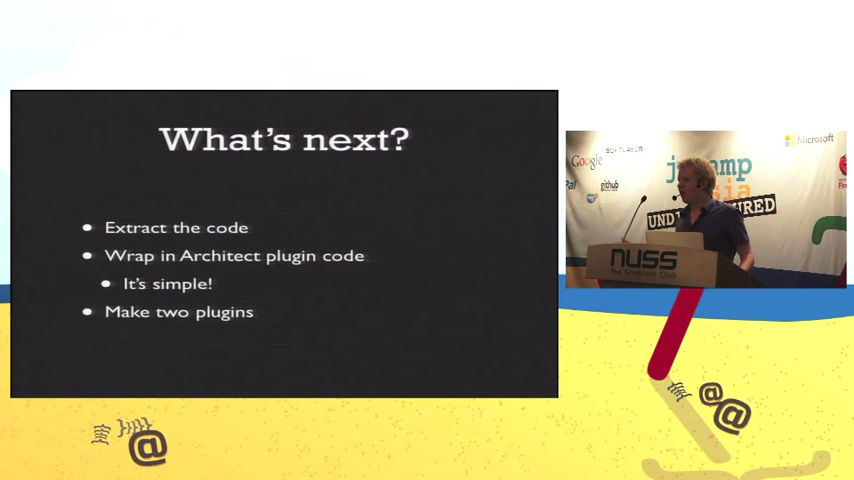 What's next?
Extract the code
Wrap in Architect plugin code
It's simple!
Make two plugins
Google
Microsoft
github
UND
nuss
The Graduate Club
}}}}
@
@
@